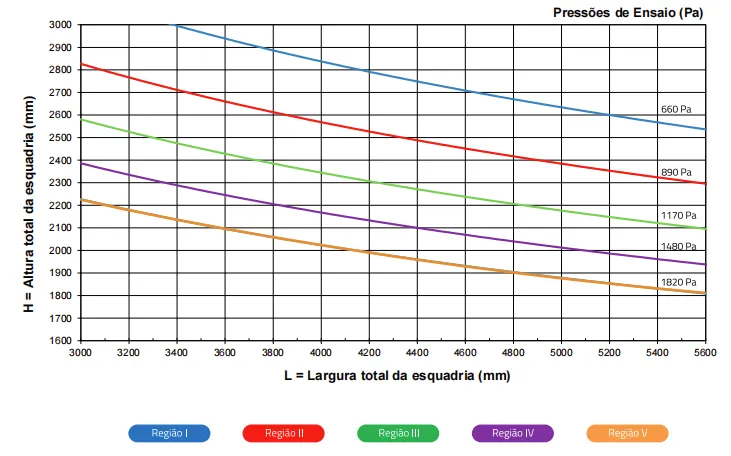 Pressões de Ensaio (Pa)
3000
2900
2800
2700
2600
2500
2400
2300
2200
2100
2000
1900
1800
1700
1600
H = Altura total da esquadria (mm)
660 Pa
890 Pa
1170 Pa
1480 Pa
1820 Pa
3000 3200 3400 3600 3800 4000 4200 4400 4600 4800 5000 5200 5400 5600
L = Largura total da esquadria (mm)
Região I Região II Região III Região IV Região V